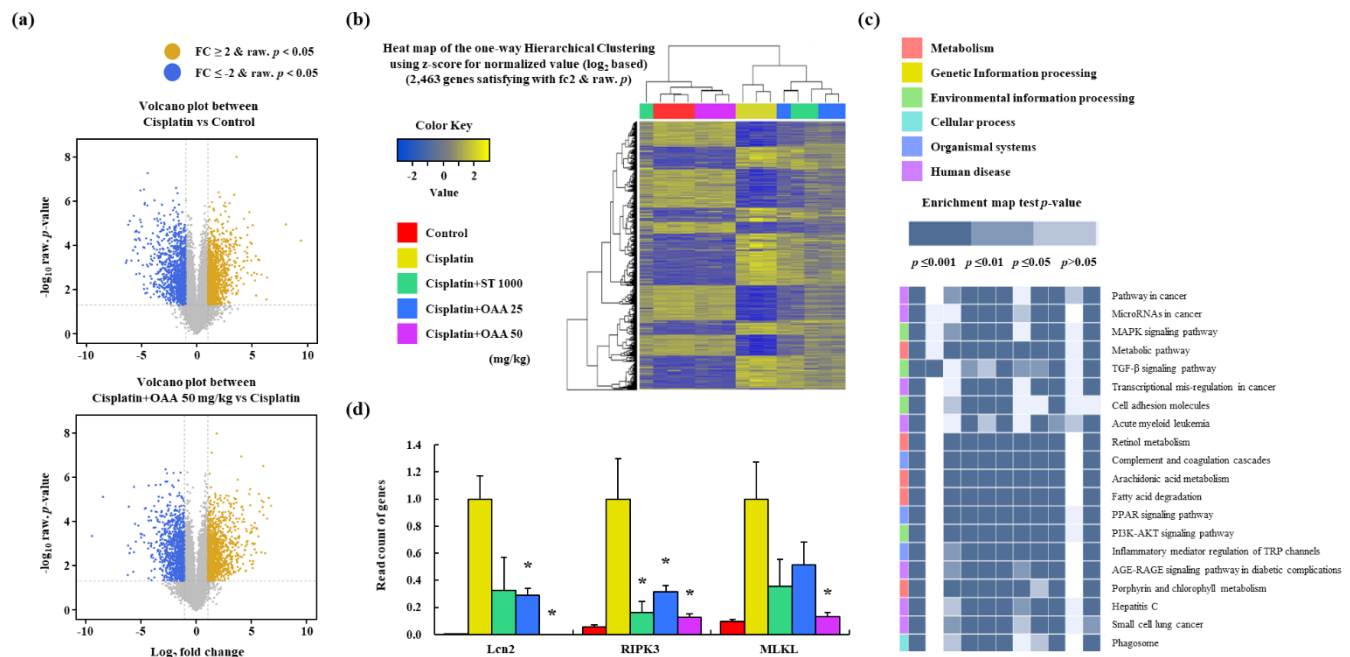 (a)
FC ≥ 2 & raw. p < 0.05
FC ≤ -2 & raw. p < 0.05
Volcano plot between
Cisplatin vs Control
-log10 raw. p-value
8
6
4
2
0
-10 -5 0 5 10
Volcano plot between
Cisplatin+OAA 50 mg/kg vs Cisplatin
-log10 raw. p-value
8
6
4
2
0
-10 -5 0 5 10
Log2 fold change
(b)
Heat map of the one-way Hierarchical Clustering
using z-score for normalized value (log2 based)
(2,463 genes satisfying with fc2 & raw. p)
Color Key
-2 0 2
Value
Control
Cisplatin
Cisplatin+ST 1000
Cisplatin+OAA 25
Cisplatin+OAA 50
(mg/kg)
(c)
Metabolism
Genetic Information processing
Environmental information processing
Cellular process
Organismal systems
Human disease
Enrichment map test p-value
p ≤0.001 p ≤0.01 p ≤0.05 p>0.05
Pathway in cancer
MicroRNAs in cancer
MAPK signaling pathway
Metabolic pathway
TGF-β signaling pathway
Transcriptional mis-regulation in cancer
Cell adhesion molecules
Acute myeloid leukemia
Retinol metabolism
Complement and coagulation cascades
Arachidonic acid metabolism
Fatty acid degradation
PPAR signaling pathway
PI3K-AKT signaling pathway
Inflammatory mediator regulation of TRP channels
AGE-RAGE signaling pathway in diabetic complications
Porphyrin and chlorophyll metabolism
Hepatitis C
Small cell lung cancer
Phagosome
(d)
Read count of genes
1.4
1.2
1.0
0.8
0.6
0.4
0.2
0.0
* * * * * *
Lcn2 RIPK3 MLKL